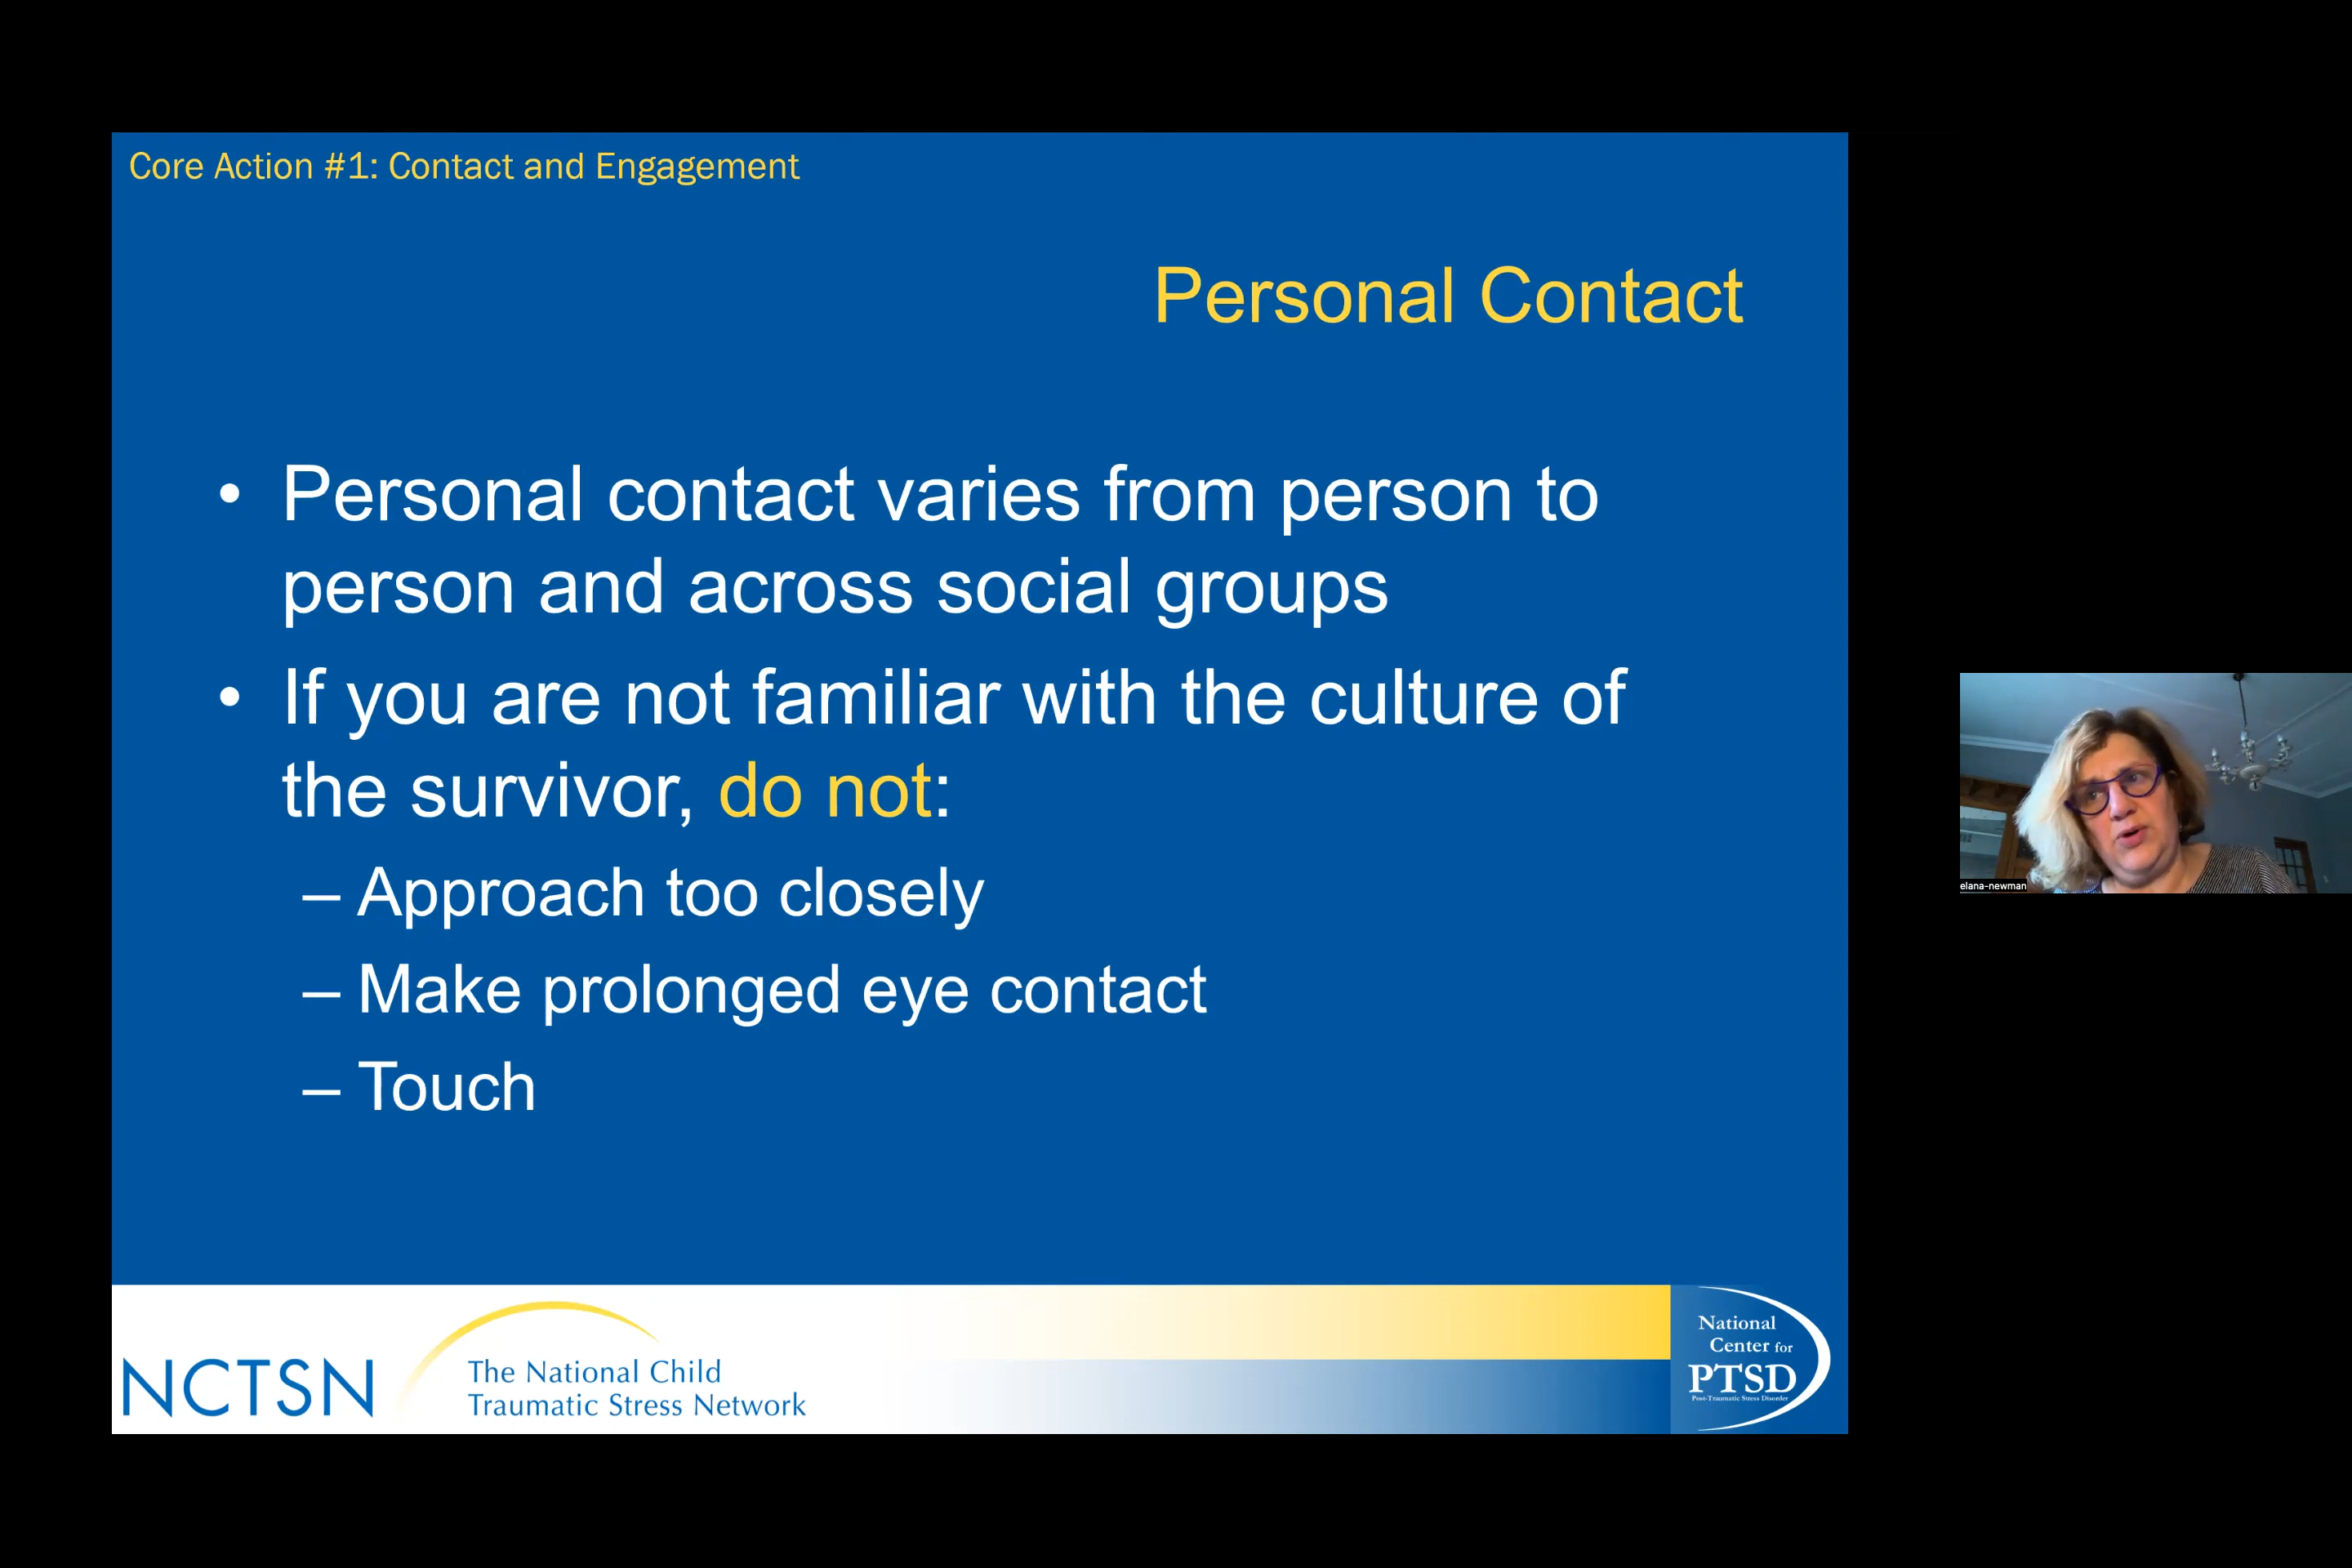 Core Action #1: Contact and Engagement
Personal Contact
• Personal contact varies from person to
person and across social groups
• If you are not familiar with the culture of
the survivor, do not:
– Approach too closely
– Make prolonged eye contact
– Touch
NCTSN
The National Child
Traumatic Stress Network
National
Center for
PTSD
Post-Traumatic Stress Disorder
elana-newman